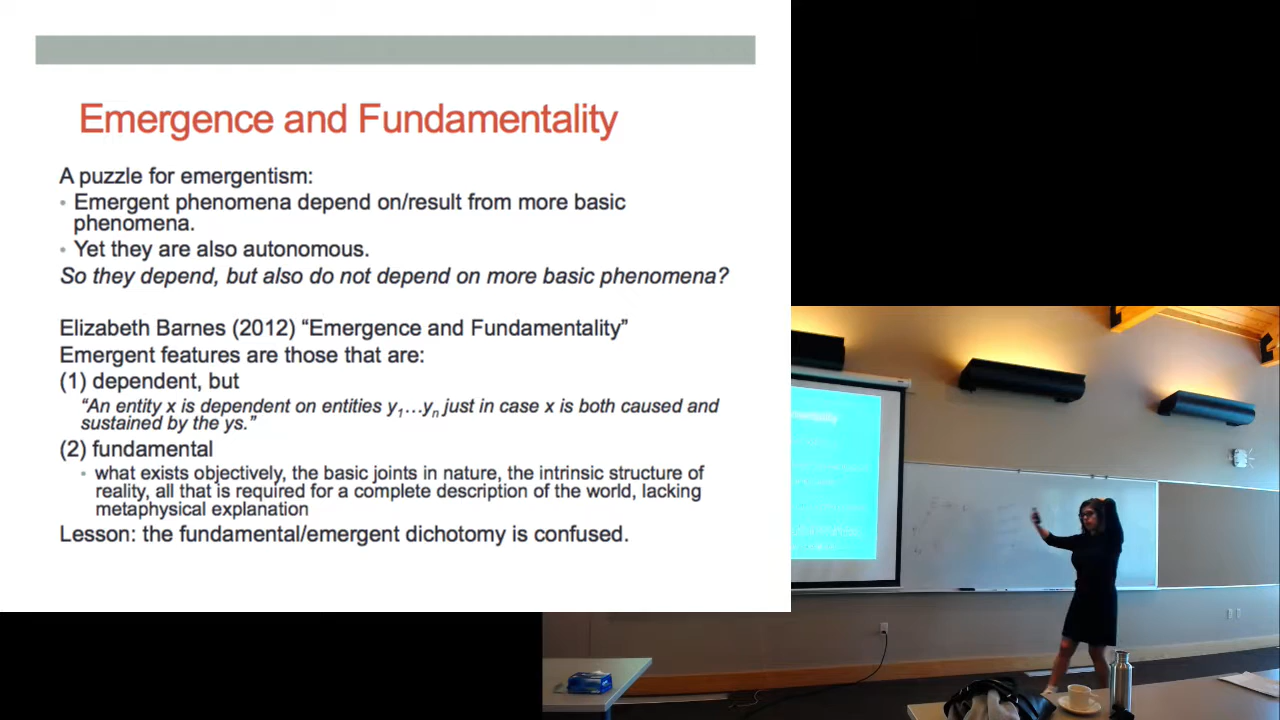 Emergence and Fundamentality
A puzzle for emergentism:
• Emergent phenomena depend on/result from more basic
phenomena.
• Yet they are also autonomous.
So they depend, but also do not depend on more basic phenomena?
Elizabeth Barnes (2012) “Emergence and Fundamentality”
Emergent features are those that are:
(1) dependent, but
“An entity x is dependent on entities y1…yn just in case x is both caused and
sustained by the ys.”
(2) fundamental
• what exists objectively, the basic joints in nature, the intrinsic structure of
reality, all that is required for a complete description of the world, lacking
metaphysical explanation
Lesson: the fundamental/emergent dichotomy is confused.